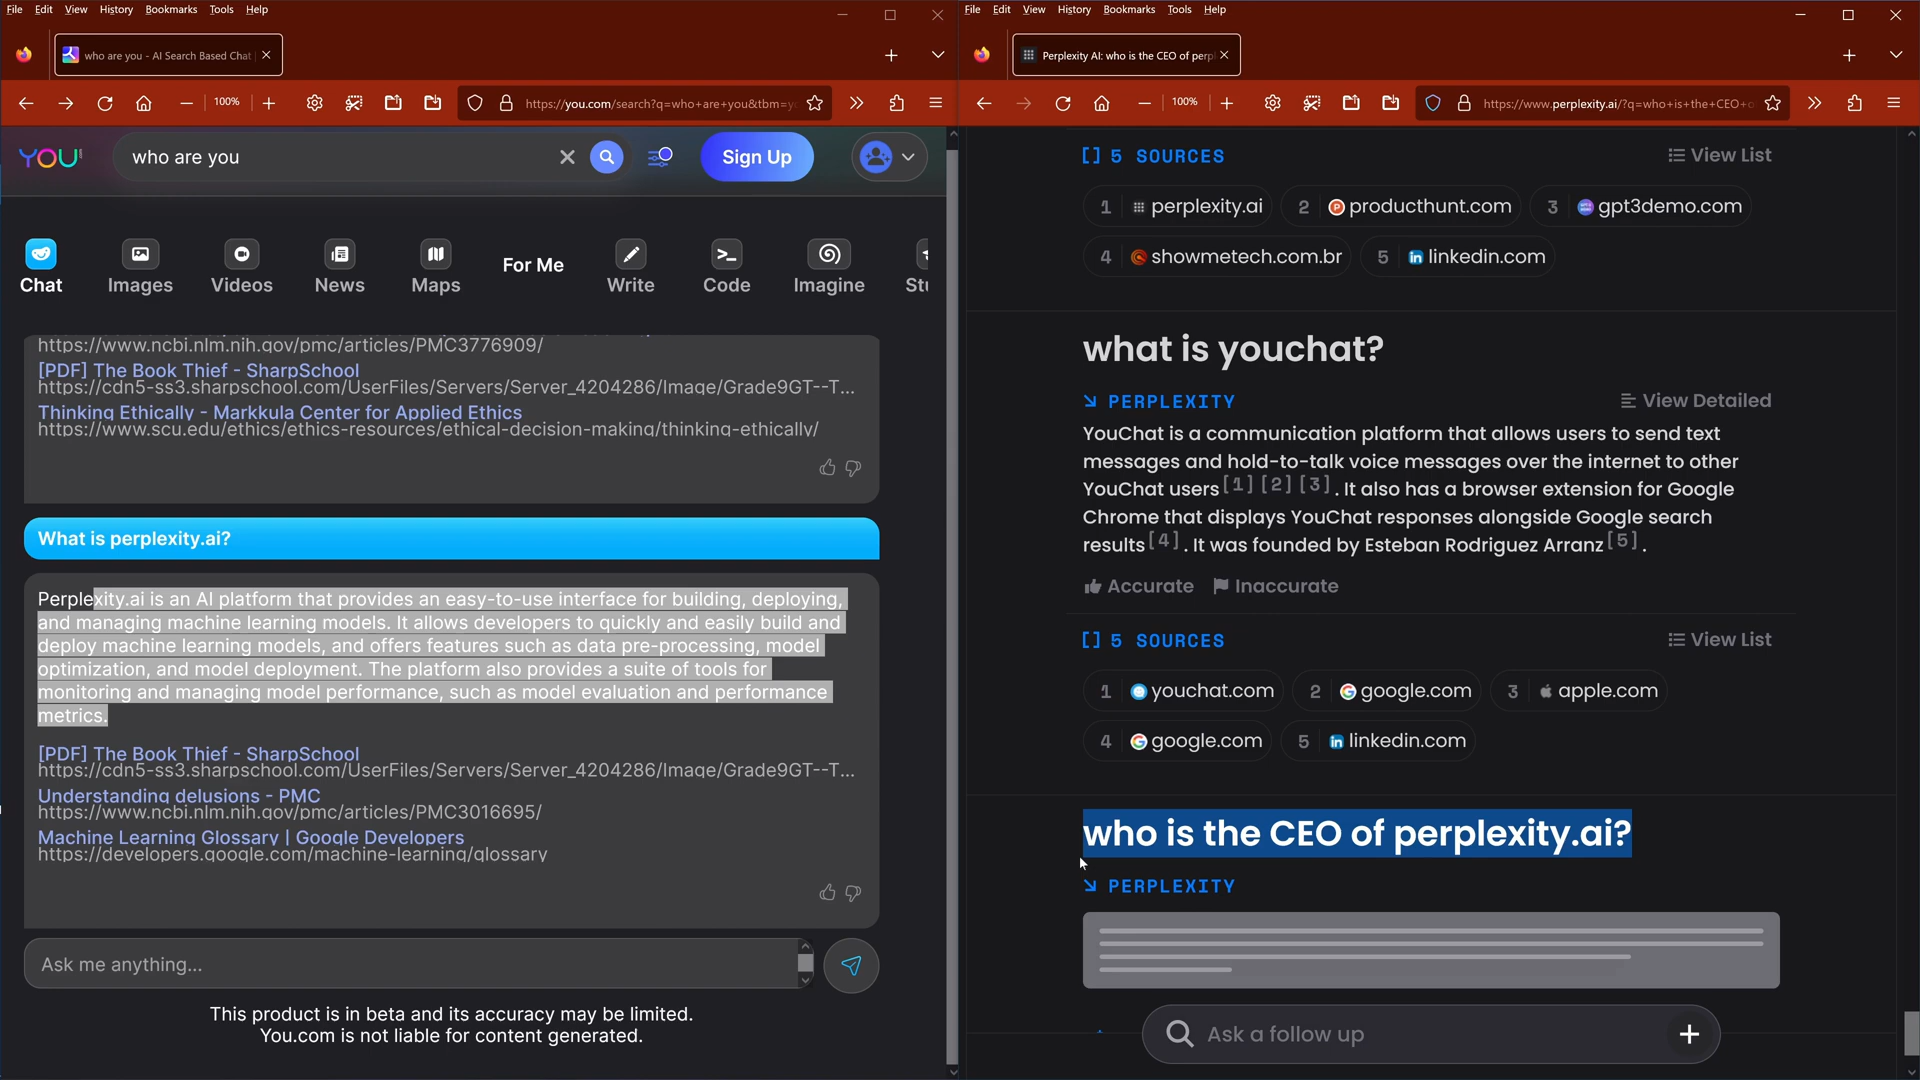 File Edit View History Bookmarks Tools Help
who are you - AI Search Based Chat
100%
https://you.com/search?q=who+are+you&tbm=yo
YOU
who are you
Sign Up
Chat
Images
Videos
News
Maps
For Me
Write
Code
Imagine
Stu
https://www.ncbi.nlm.nih.gov/pmc/articles/PMC3776909/
[PDF] The Book Thief - SharpSchool
https://cdn5-ss3.sharpschool.com/UserFiles/Servers/Server_4204286/Image/Grade9GT--T...
Thinking Ethically - Markkula Center for Applied Ethics
https://www.scu.edu/ethics/ethics-resources/ethical-decision-making/thinking-ethically/
What is perplexity.ai?
Perplexity.ai is an AI platform that provides an easy-to-use interface for building, deploying,
and managing machine learning models. It allows developers to quickly and easily build and
deploy machine learning models, and offers features such as data pre-processing, model
optimization, and model deployment. The platform also provides a suite of tools for
monitoring and managing model performance, such as model evaluation and performance
metrics.
[PDF] The Book Thief - SharpSchool
https://cdn5-ss3.sharpschool.com/UserFiles/Servers/Server_4204286/Image/Grade9GT--T...
Understanding delusions - PMC
https://www.ncbi.nlm.nih.gov/pmc/articles/PMC3016695/
Machine Learning Glossary | Google Developers
https://developers.google.com/machine-learning/glossary
Ask me anything...
This product is in beta and its accuracy may be limited.
You.com is not liable for content generated.
File Edit View History Bookmarks Tools Help
Perplexity AI: who is the CEO of perpl
100%
https://www.perplexity.ai/?q=who+is+the+CEO+o
[] 5 SOURCES
View List
1 perplexity.ai
2 producthunt.com
3 gpt3demo.com
4 showmetech.com.br
5 linkedin.com
what is youchat?
PERPLEXITY
View Detailed
YouChat is a communication platform that allows users to send text
messages and hold-to-talk voice messages over the internet to other
YouChat users[1][2][3]. It also has a browser extension for Google
Chrome that displays YouChat responses alongside Google search
results[4]. It was founded by Esteban Rodriguez Arranz[5].
Accurate
Inaccurate
[] 5 SOURCES
View List
1 youchat.com
2 google.com
3 apple.com
4 google.com
5 linkedin.com
who is the CEO of perplexity.ai?
PERPLEXITY
Ask a follow up